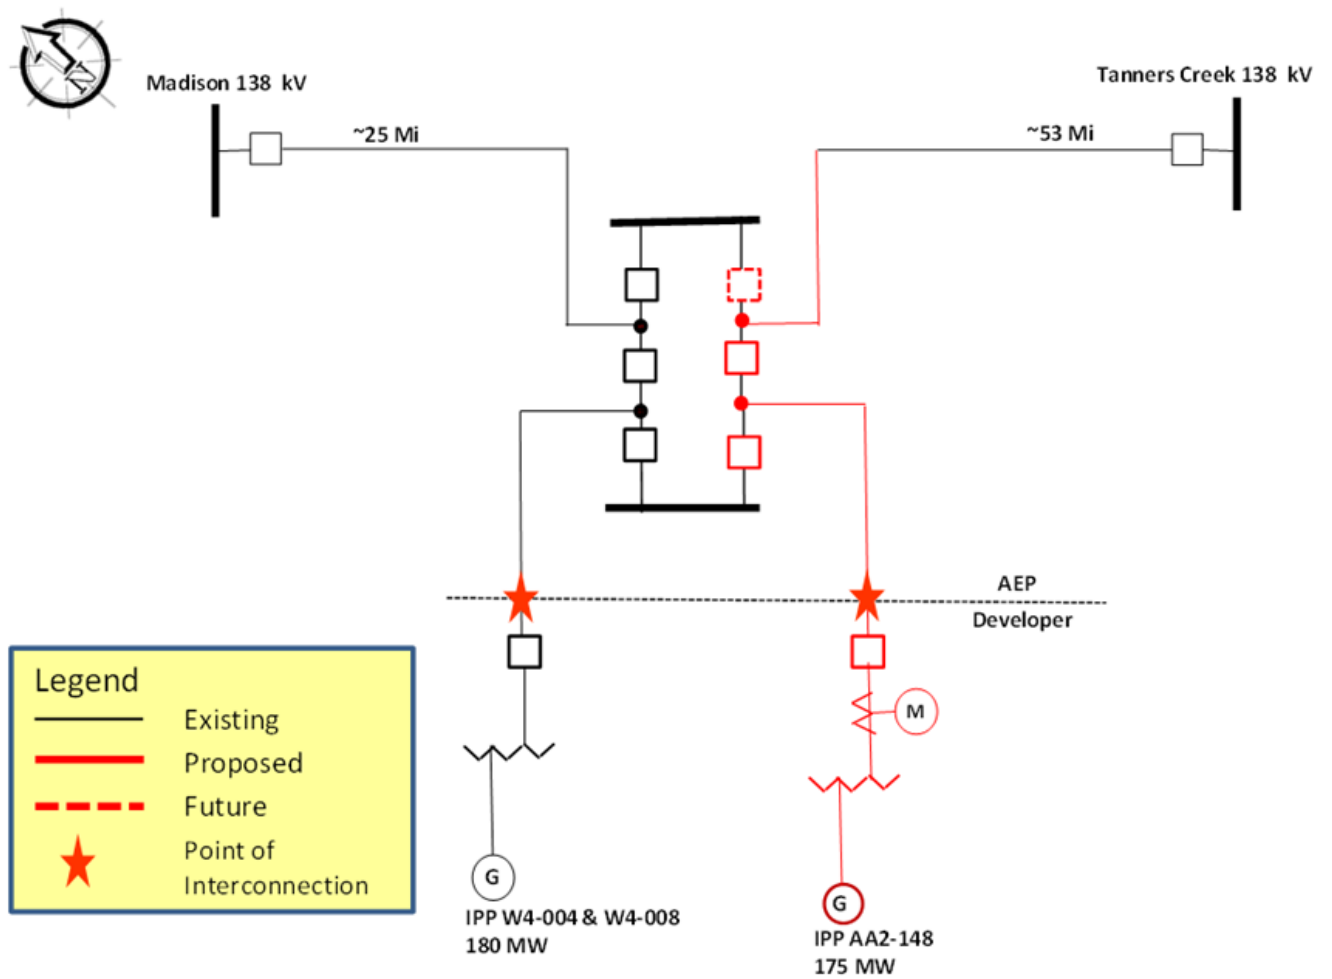 N
Madison 138 kV
Tanners Creek 138 kV
~25 Mi
~53 Mi
AEP
Developer
Legend
Existing
Proposed
Future
Point of
Interconnection
M
G
IPP W4-004 & W4-008
180 MW
G
IPP AA2-148
175 MW